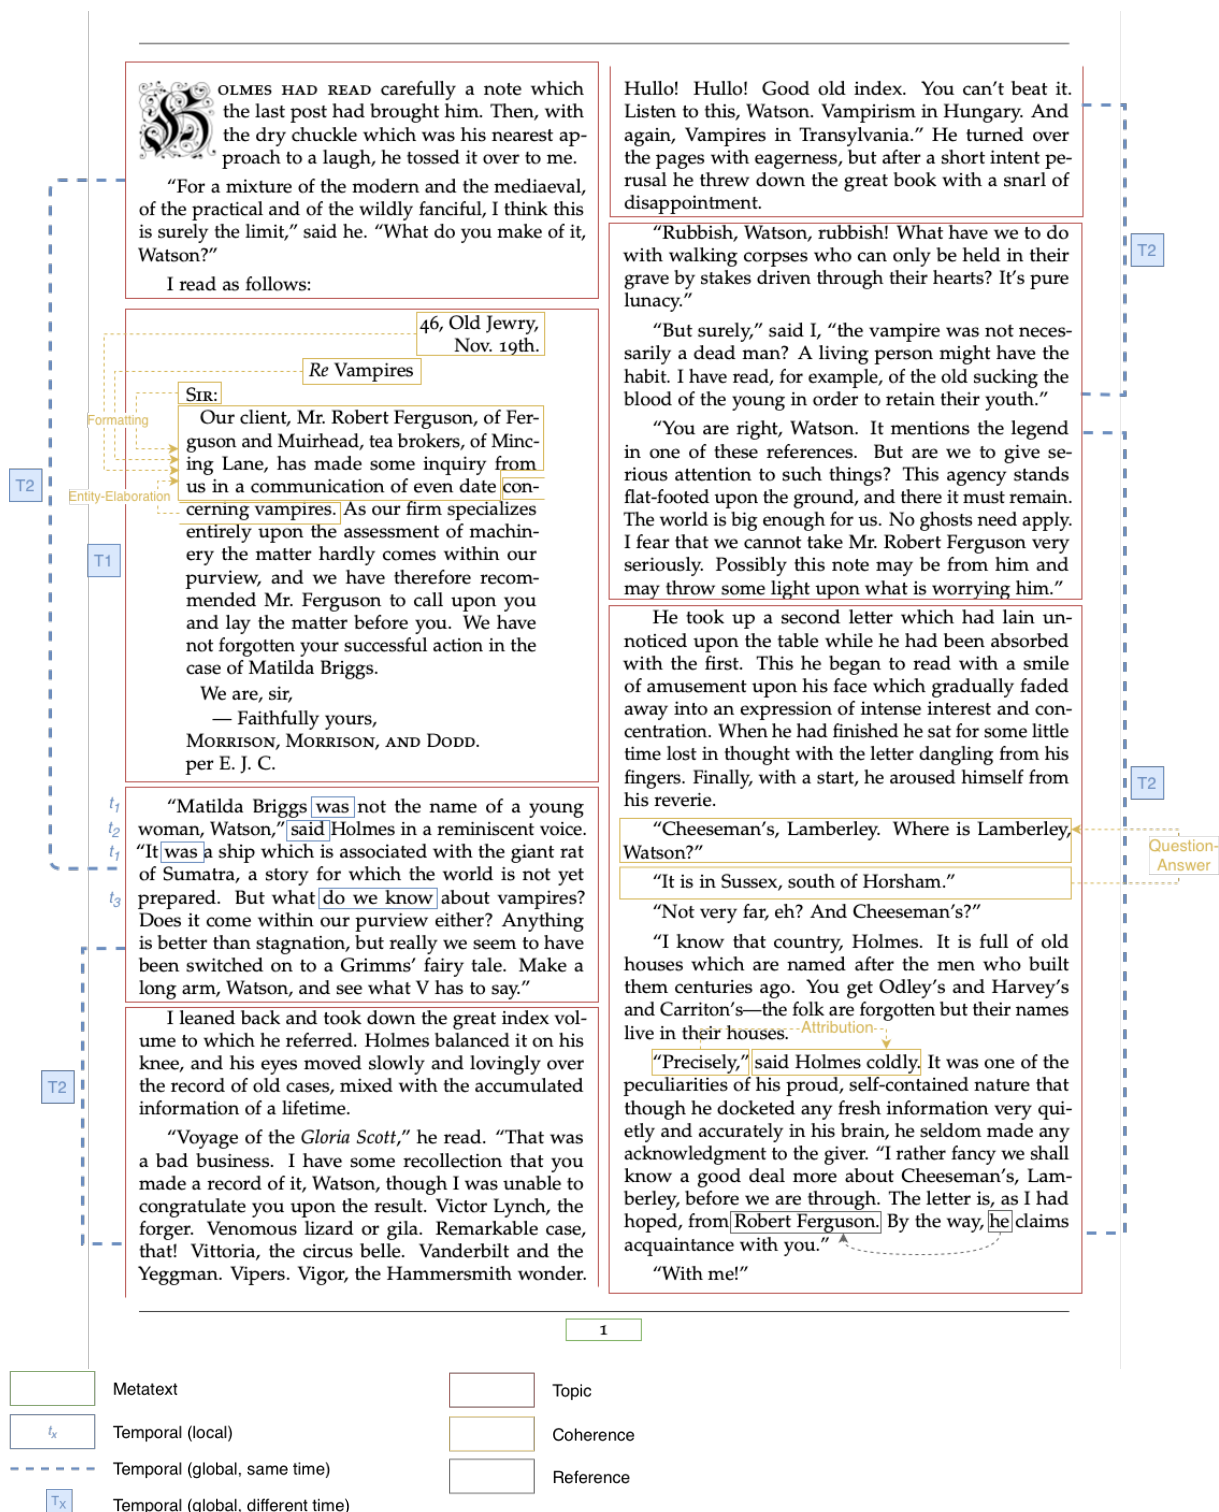 HOLMES HAD READ carefully a note which
the last post had brought him. Then, with
the dry chuckle which was his nearest ap-
proach to a laugh, he tossed it over to me.
“For a mixture of the modern and the mediaeval,
of the practical and of the wildly fanciful, I think this
is surely the limit,” said he. “What do you make of it,
Watson?”
I read as follows:
46, Old Jewry,
Nov. 19th.
Re Vampires
SIR:
Formatting
Our client, Mr. Robert Ferguson, of Fer-
guson and Muirhead, tea brokers, of Minc-
ing Lane, has made some inquiry from
us in a communication of even date con-
T2
Entity-Elaboration
cerning vampires. As our firm specializes
entirely upon the assessment of machin-
ery the matter hardly comes within our
T1
purview, and we have therefore recom-
mended Mr. Ferguson to call upon you
and lay the matter before you. We have
not forgotten your successful action in the
case of Matilda Briggs.
We are, sir,
— Faithfully yours,
MORRISON, MORRISON, AND DODD.
per E. J. C.
t1
“Matilda Briggs was not the name of a young
t2
woman, Watson,” said Holmes in a reminiscent voice.
t1
“It was a ship which is associated with the giant rat
of Sumatra, a story for which the world is not yet
t3
prepared. But what do we know about vampires?
Does it come within our purview either? Anything
is better than stagnation, but really we seem to have
been switched on to a Grimms’ fairy tale. Make a
long arm, Watson, and see what V has to say.”
I leaned back and took down the great index vol-
ume to which he referred. Holmes balanced it on his
knee, and his eyes moved slowly and lovingly over
T2
the record of old cases, mixed with the accumulated
information of a lifetime.
“Voyage of the Gloria Scott,” he read. “That was
a bad business. I have some recollection that you
made a record of it, Watson, though I was unable to
congratulate you upon the result. Victor Lynch, the
forger. Venomous lizard or gila. Remarkable case,
that! Vittoria, the circus belle. Vanderbilt and the
Yeggman. Vipers. Vigor, the Hammersmith wonder.
Hullo! Hullo! Good old index. You can’t beat it.
Listen to this, Watson. Vampirism in Hungary. And
again, Vampires in Transylvania.” He turned over
the pages with eagerness, but after a short intent pe-
rusal he threw down the great book with a snarl of
disappointment.
“Rubbish, Watson, rubbish! What have we to do
with walking corpses who can only be held in their
T2
grave by stakes driven through their hearts? It’s pure
lunacy.”
“But surely,” said I, “the vampire was not neces-
sarily a dead man? A living person might have the
habit. I have read, for example, of the old sucking the
blood of the young in order to retain their youth.”
“You are right, Watson. It mentions the legend
in one of these references. But are we to give se-
rious attention to such things? This agency stands
flat-footed upon the ground, and there it must remain.
The world is big enough for us. No ghosts need apply.
I fear that we cannot take Mr. Robert Ferguson very
seriously. Possibly this note may be from him and
may throw some light upon what is worrying him.”
He took up a second letter which had lain un-
noticed upon the table while he had been absorbed
with the first. This he began to read with a smile
of amusement upon his face which gradually faded
away into an expression of intense interest and con-
centration. When he had finished he sat for some little
time lost in thought with the letter dangling from his
fingers. Finally, with a start, he aroused himself from
T2
his reverie.
“Cheeseman’s, Lamberley. Where is Lamberley,
Watson?”
Question-
Answer
“It is in Sussex, south of Horsham.”
“Not very far, eh? And Cheeseman’s?”
“I know that country, Holmes. It is full of old
houses which are named after the men who built
them centuries ago. You get Odley’s and Harvey’s
and Carriton’s—the folk are forgotten but their names
live in their houses.
Attribution
“Precisely,” said Holmes coldly. It was one of the
peculiarities of his proud, self-contained nature that
though he docketed any fresh information very qui-
etly and accurately in his brain, he seldom made any
acknowledgment to the giver. “I rather fancy we shall
know a good deal more about Cheeseman’s, Lam-
berley, before we are through. The letter is, as I had
hoped, from Robert Ferguson. By the way, he claims
acquaintance with you.”
“With me!”
1
Metatext
Topic
tx
Temporal (local)
Coherence
Temporal (global, same time)
Reference
Tx
Temporal (global, different time)